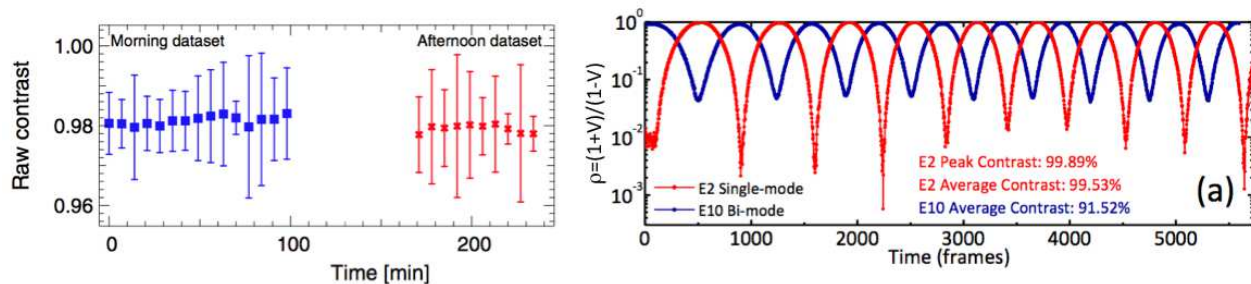 Raw contrast
1.00
0.98
0.96
Morning dataset
Afternoon dataset
0
100
200
Time [min]
ρ=(1+V)/(1-V)
10^0
10^-1
10^-2
10^-3
E2 Peak Contrast: 99.89%
E2 Average Contrast: 99.53%
E10 Average Contrast: 91.52%
E2 Single-mode
E10 Bi-mode
(a)
0
1000
2000
3000
4000
5000
Time (frames)